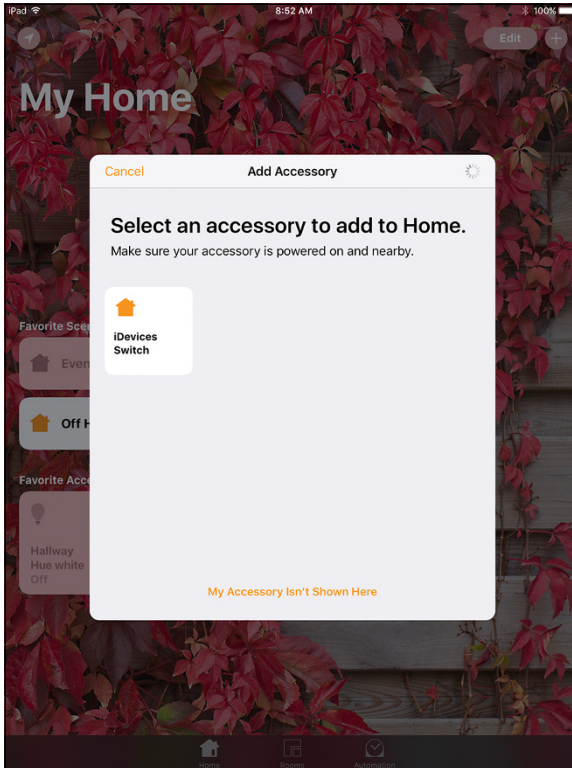 iPad
8:52 AM
100%
Edit
My Home
Cancel
Add Accessory
Select an accessory to add to Home.
Make sure your accessory is powered on and nearby.
iDevices
Switch
Favorite Scen
Even
Off H
Favorite Acce
Hallway
Hue white
Off
My Accessory Isn't Shown Here
Home
Rooms
Automation